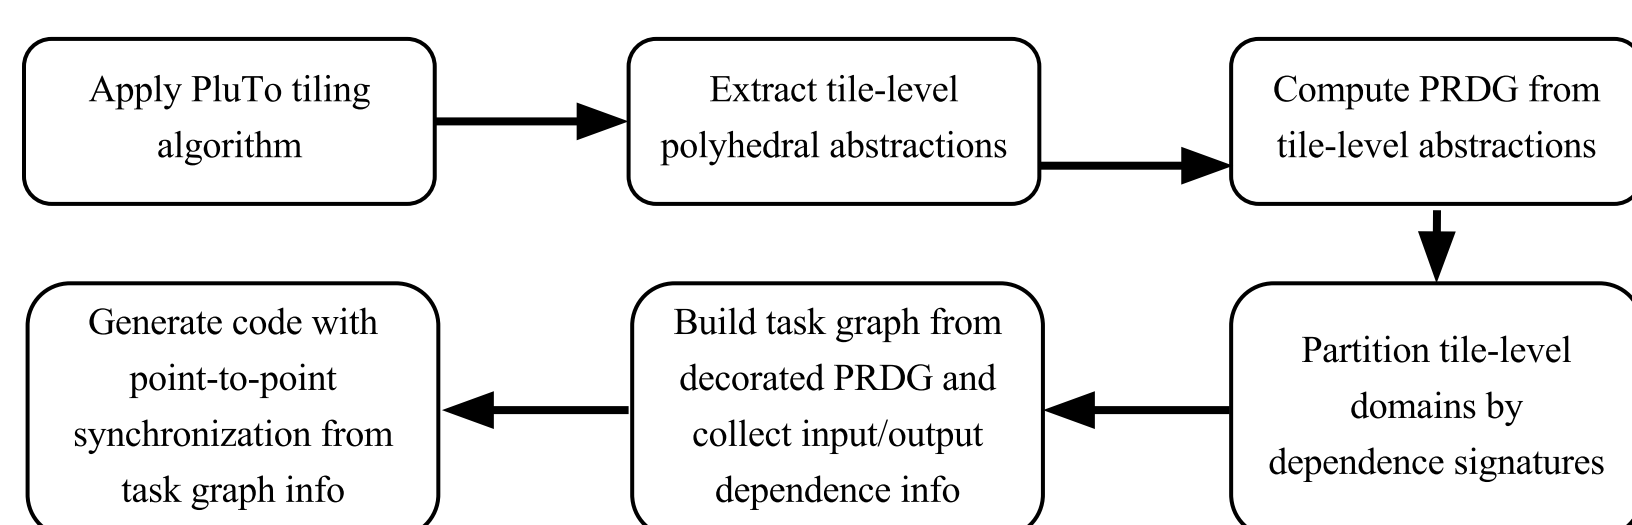 Apply PluTo tiling
algorithm
Extract tile-level
polyhedral abstractions
Compute PRDG from
tile-level abstractions
Partition tile-level
domains by
dependence signatures
Build task graph from
decorated PRDG and
collect input/output
dependence info
Generate code with
point-to-point
synchronization from
task graph info